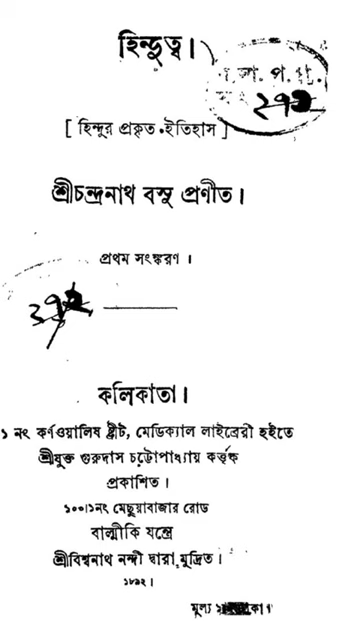 হিন্দুত্ব।
[ হিন্দুর প্রকৃত ইতিহাস ]
শ্রীচন্দ্রনাথ বসু প্রণীত।
প্রথম সংস্করণ ।
কলিকাতা।
১ নং কর্ণওয়ালিষ ষ্ট্রীট, মেডিক্যাল লাইব্রেরী হইতে
শ্রীযুক্ত গুরুদাস চট্টোপাধ্যায় কর্ত্তৃক
প্রকাশিত ।
১০০।১নং মেছুয়াবাজার রোড
বাল্মীকি যন্ত্রে
শ্রীবিশ্বনাথ নন্দী দ্বারা মুদ্রিত।
১৮৯২।
মূল্য